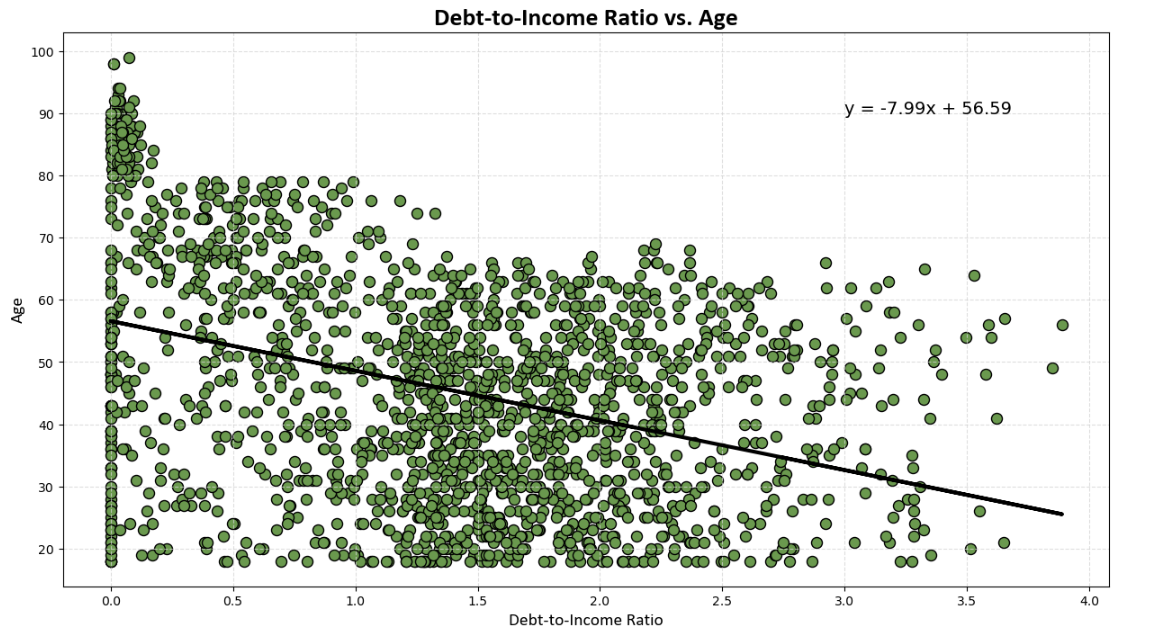 Debt-to-Income Ratio vs. Age
100
90
80
70
60
50
40
30
20
Age
y = -7.99x + 56.59
0.0 0.5 1.0 1.5 2.0 2.5 3.0 3.5 4.0
Debt-to-Income Ratio